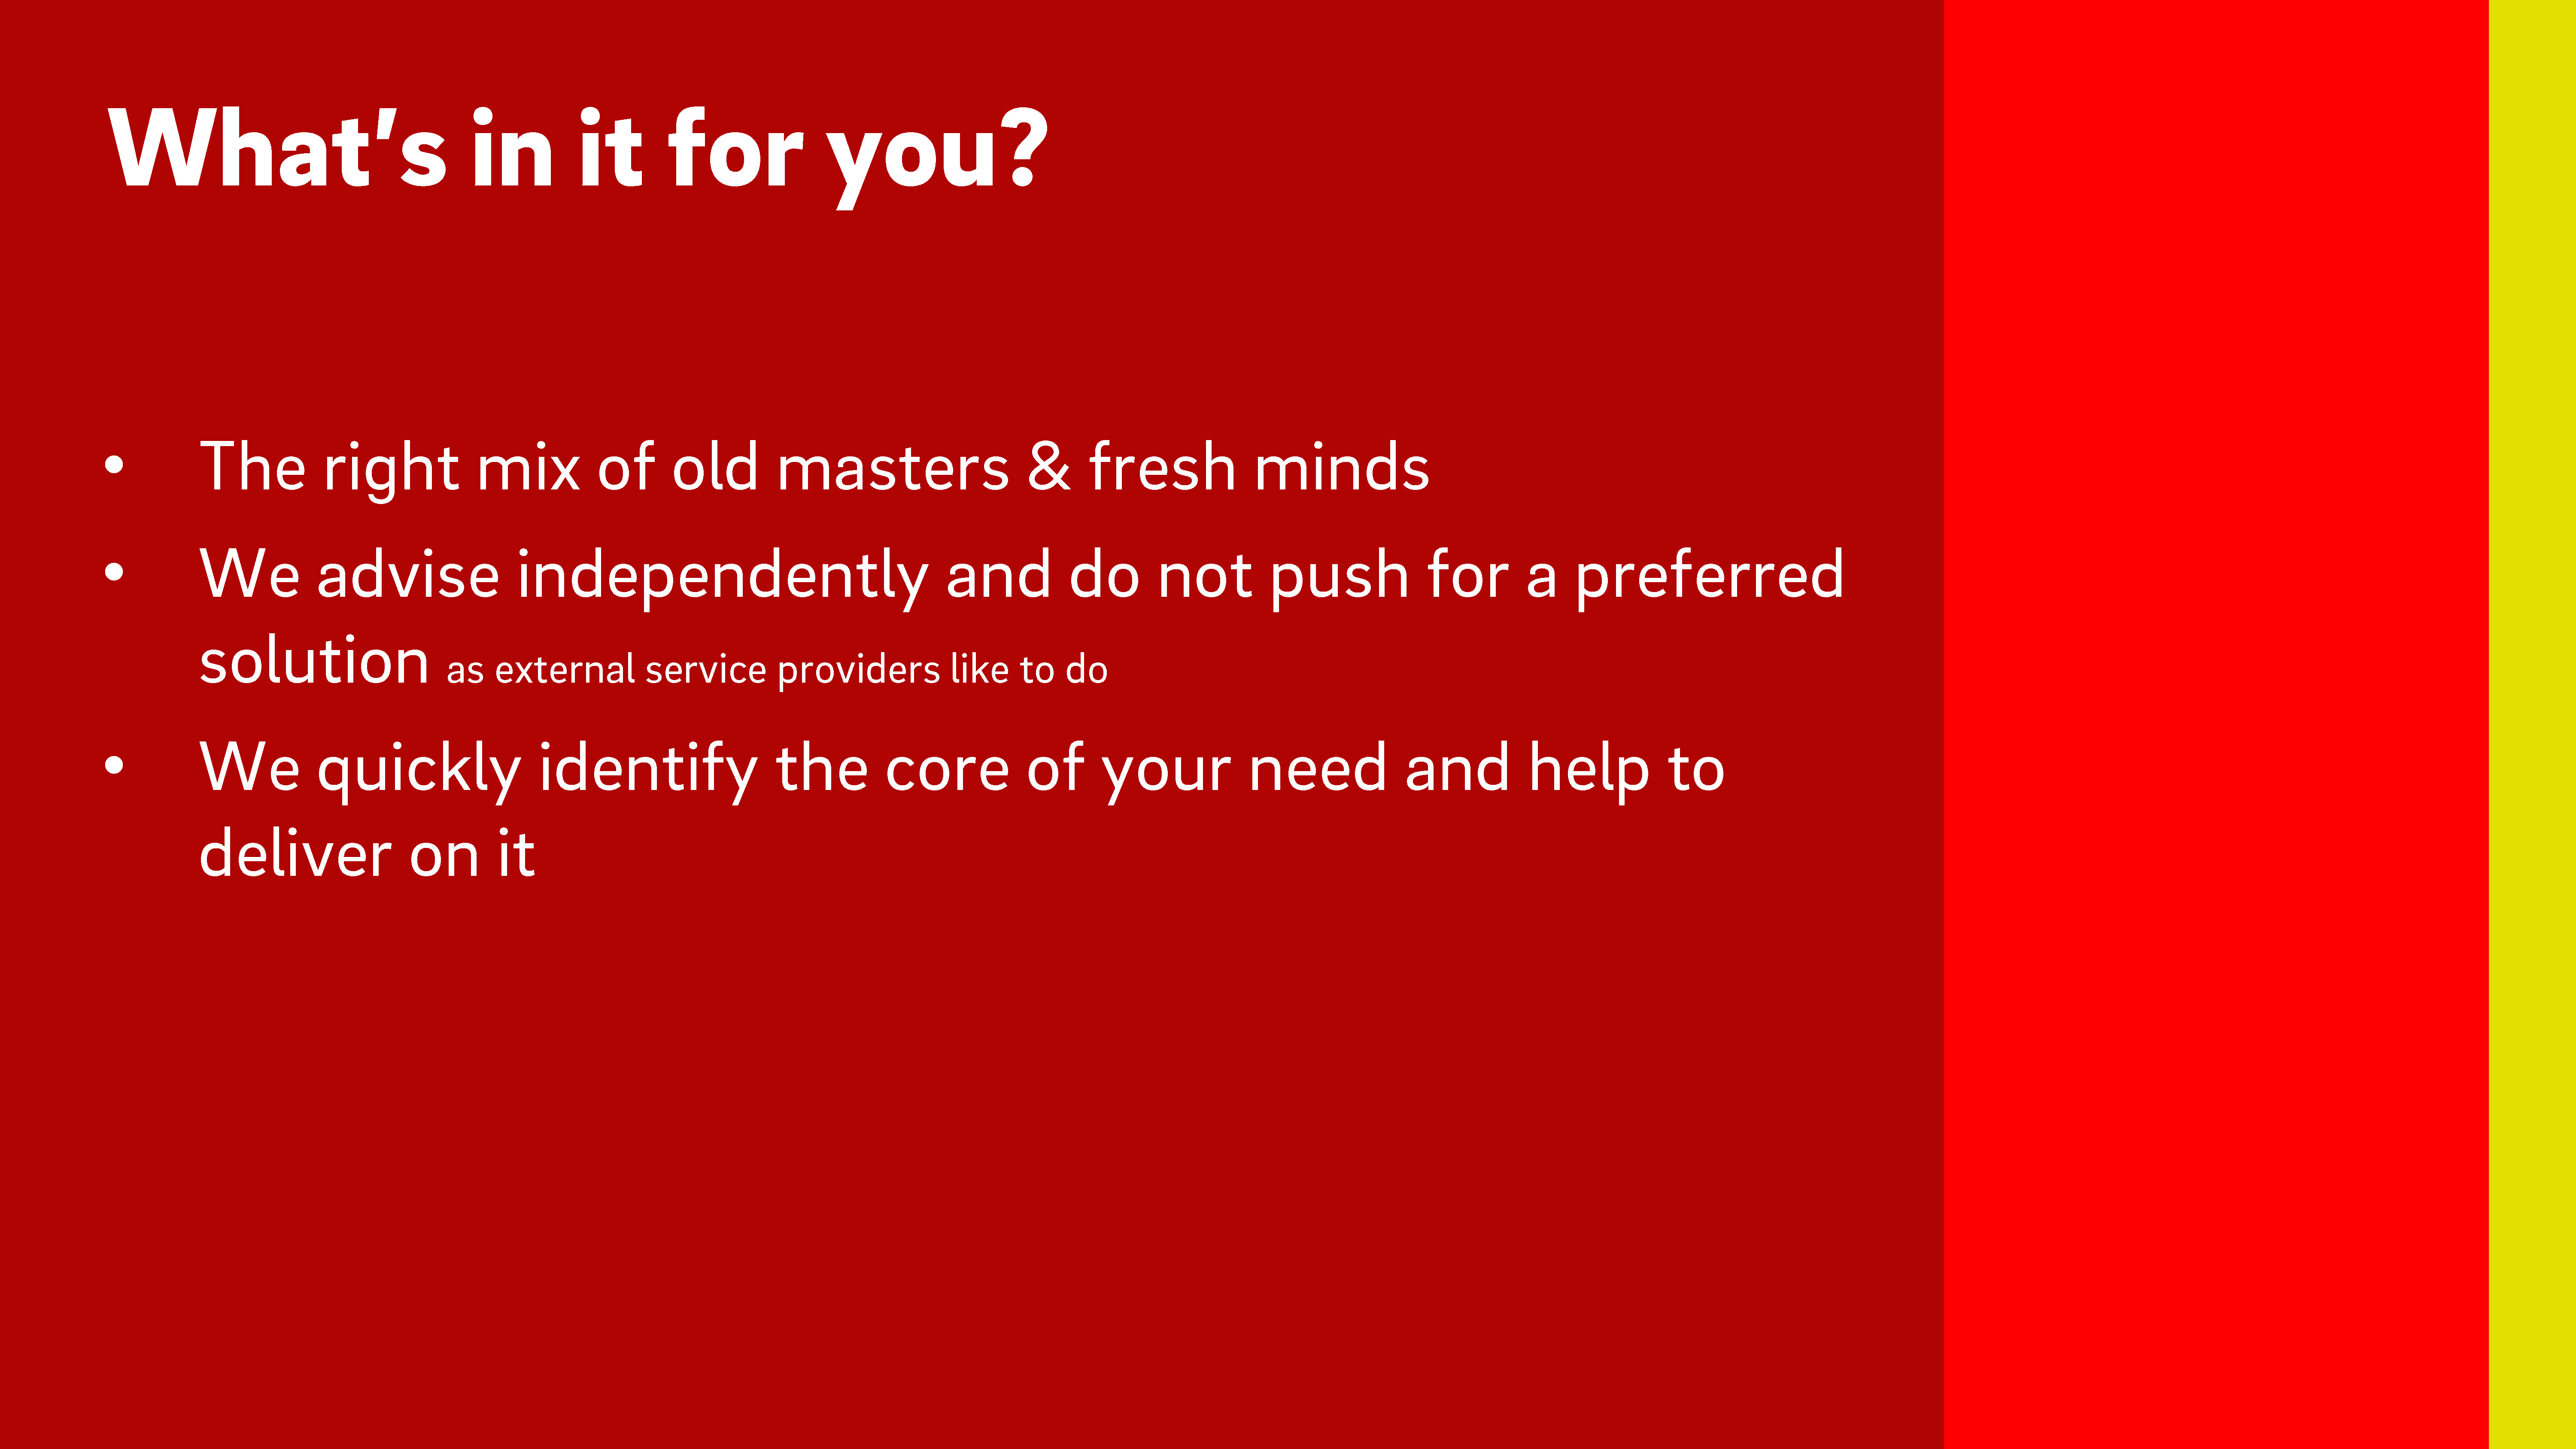 What's in it for you?
• The right mix of old masters & fresh minds
• We advise independently and do not push for a preferred
solution as external service providers like to do
• We quickly identify the core of your need and help to
deliver on it